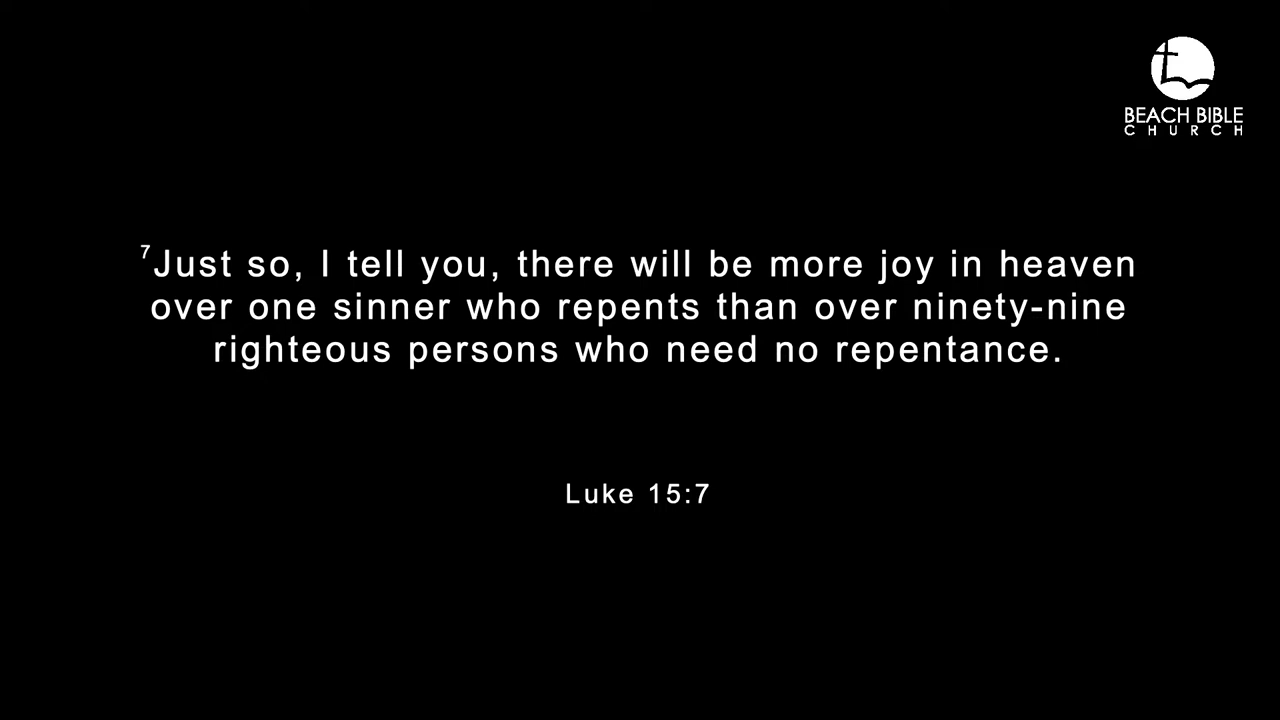 BEACH BIBLE
CHURCH
⁷Just so, I tell you, there will be more joy in heaven
over one sinner who repents than over ninety-nine
righteous persons who need no repentance.
Luke 15:7